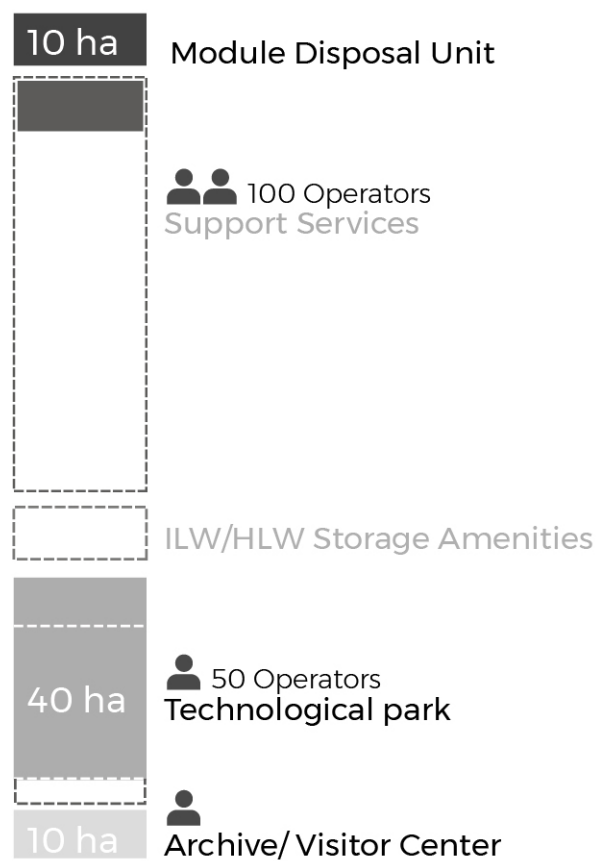 10 ha
Module Disposal Unit
100 Operators
Support Services
ILW/HLW Storage Amenities
50 Operators
40 ha
Technological park
10 ha
Archive/ Visitor Center